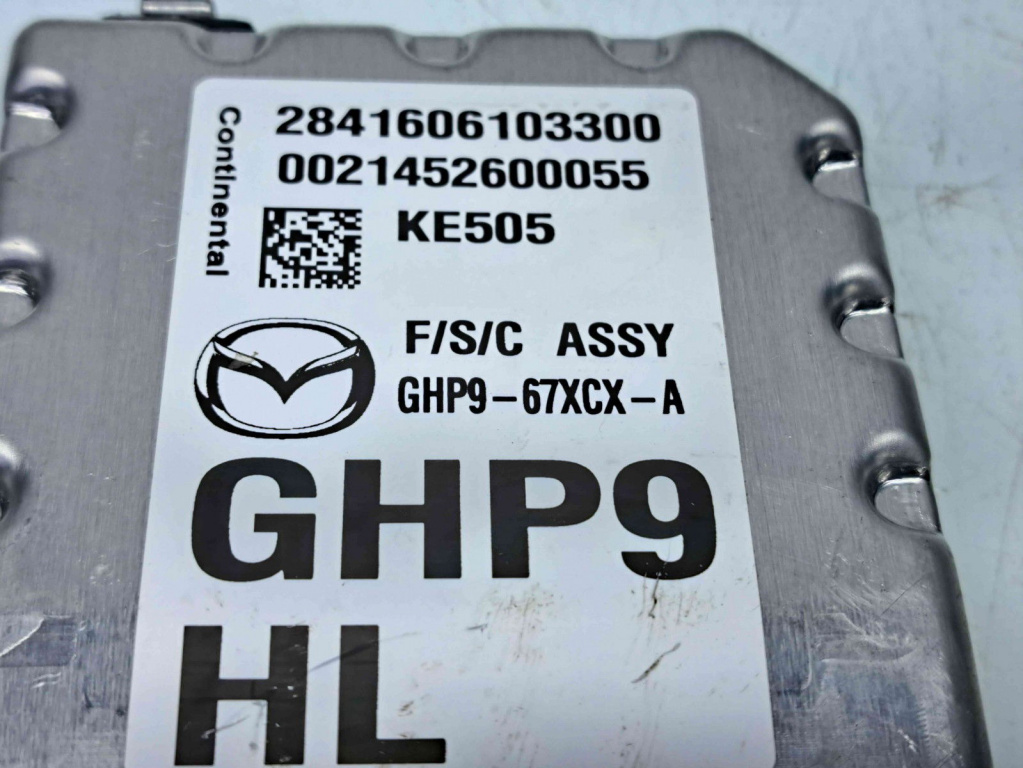 Continental
2841606103300
0021452600055
KE505
F/S/C ASSY
GHP9-67XCX-A
GHP9
HL